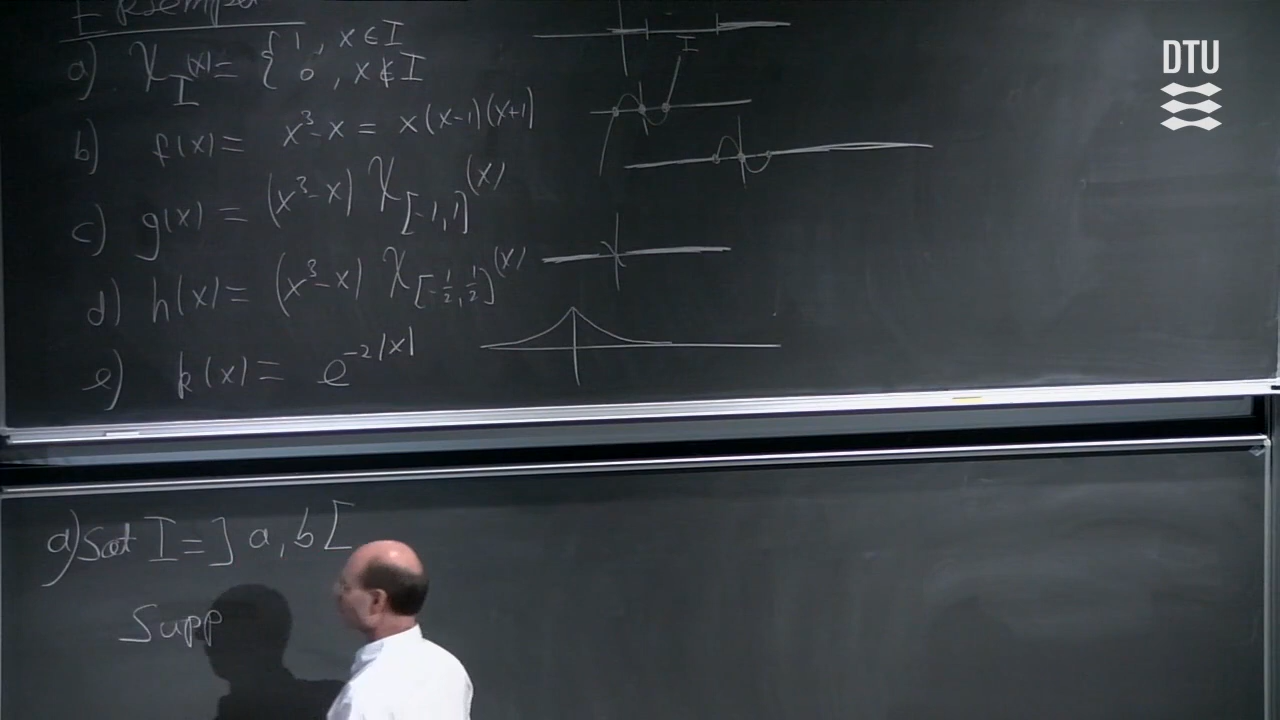 Eksempel
a) χ_I(x) = { 1, x ∈ I
0, x ∉ I
I
b) f(x) = x³-x = x(x-1)(x+1)
c) g(x) = (x³-x) χ_[-1,1](x)
d) h(x) = (x³-x) χ_[-1/2,1/2](x)
e) k(x) = e^-2|x|
a) Sæt I = ]a,b[
Supp
DTU